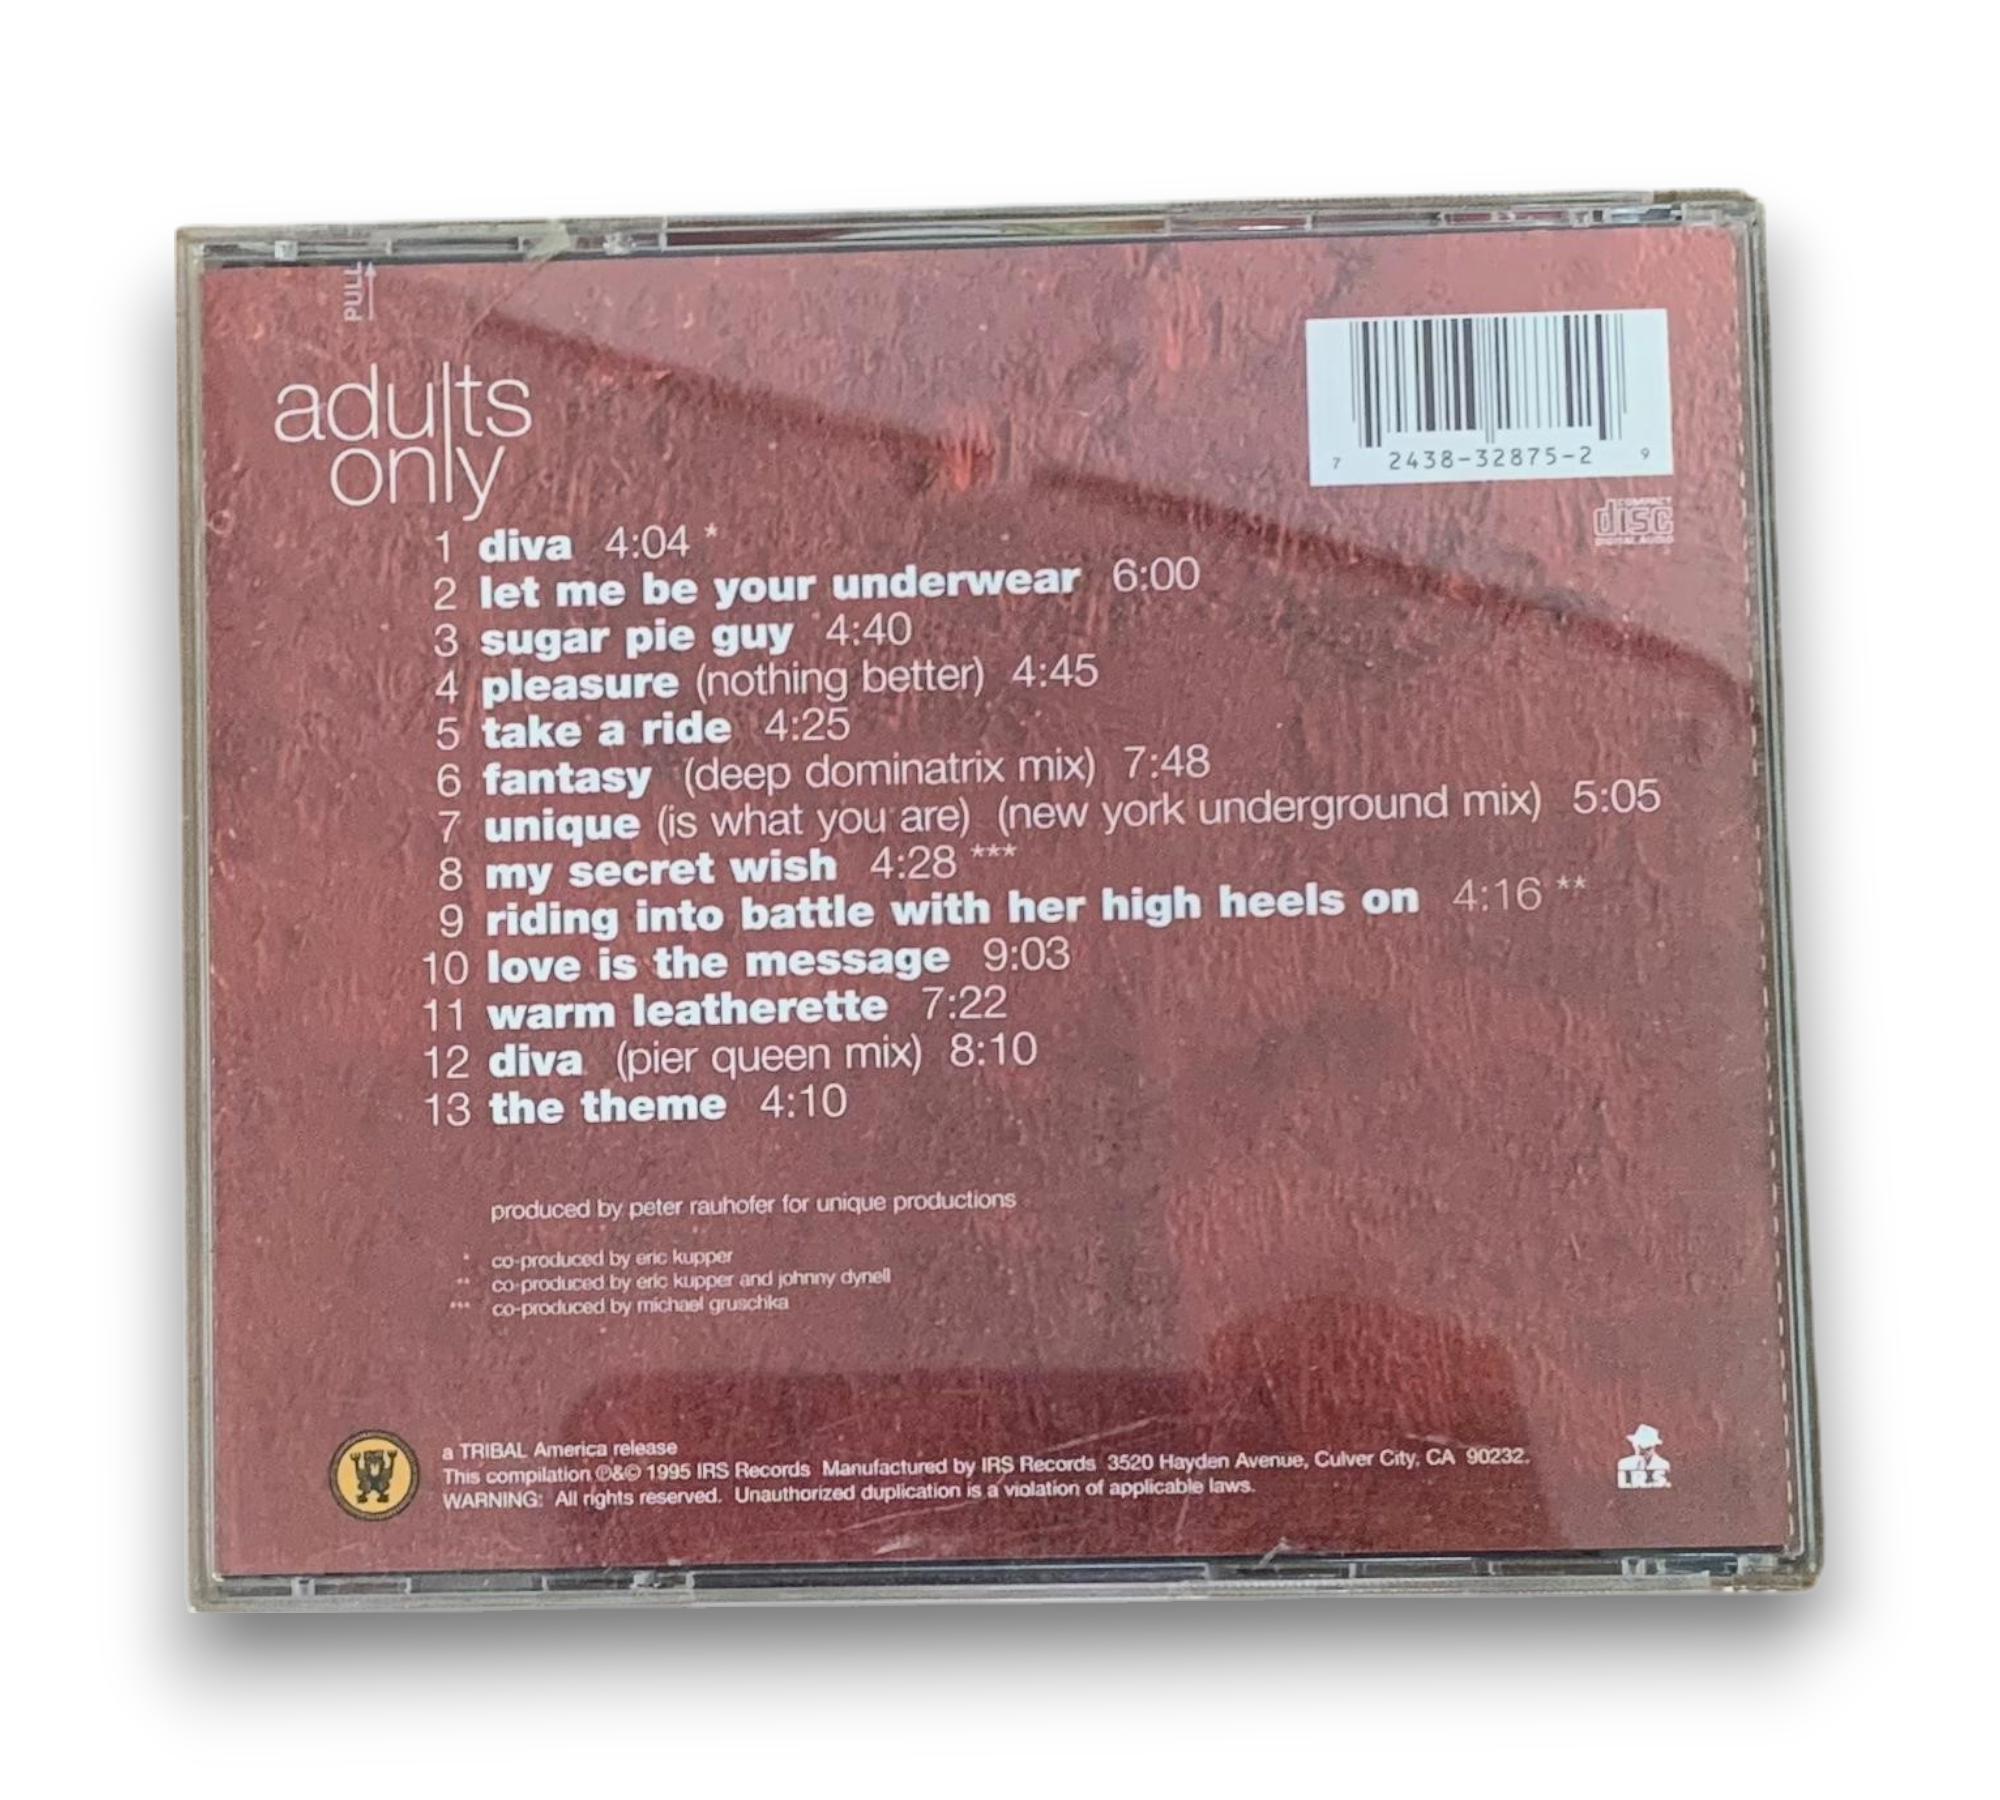 PULL
adults
only
7 2438-32875-2 9
COMPACT
disc
DIGITAL AUDIO
1 diva 4:04 *
2 let me be your underwear 6:00
3 sugar pie guy 4:40
4 pleasure (nothing better) 4:45
5 take a ride 4:25
6 fantasy (deep dominatrix mix) 7:48
7 unique (is what you are) (new york underground mix) 5:05
8 my secret wish 4:28 ***
9 riding into battle with her high heels on 4:16 **
10 love is the message 9:03
11 warm leatherette 7:22
12 diva (pier queen mix) 8:10
13 the theme 4:10
produced by peter rauhofer for unique productions
* co-produced by eric kupper
** co-produced by eric kupper and johnny dynell
*** co-produced by michael gruschka
a TRIBAL America release
This compilation ℗&© 1995 IRS Records Manufactured by IRS Records 3520 Hayden Avenue, Culver City, CA 90232.
WARNING: All rights reserved. Unauthorized duplication is a violation of applicable laws.
I.R.S.